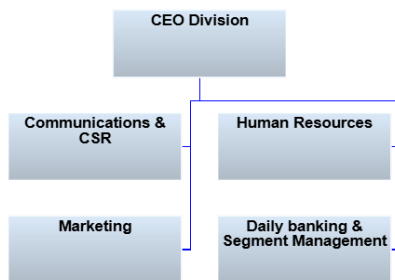 CEO Division
Communications &
CSR
Human Resources
Marketing
Daily banking &
Segment Management